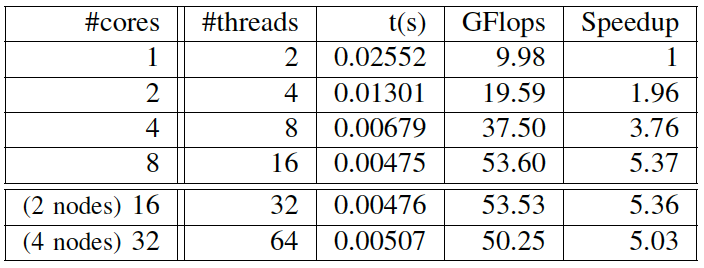 #cores #threads t(s) GFlops Speedup
1 2 0.02552 9.98 1
2 4 0.01301 19.59 1.96
4 8 0.00679 37.50 3.76
8 16 0.00475 53.60 5.37
(2 nodes) 16 32 0.00476 53.53 5.36
(4 nodes) 32 64 0.00507 50.25 5.03